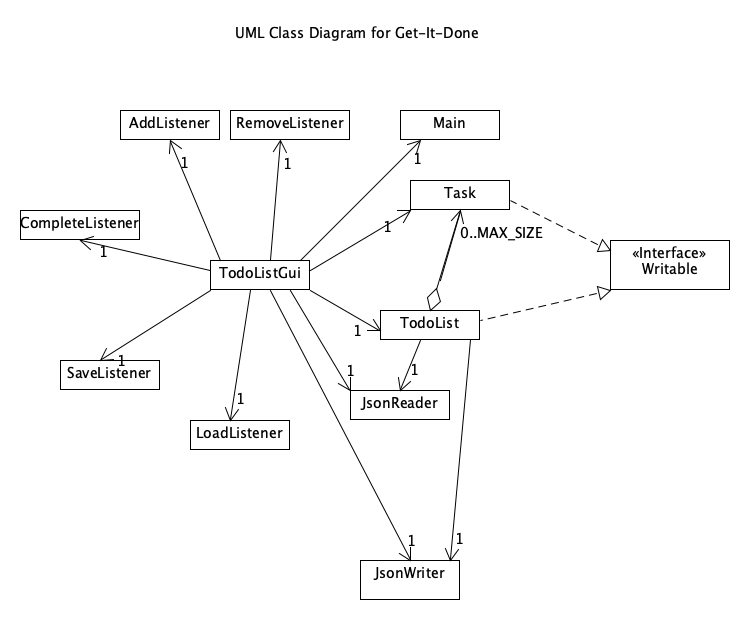 UML Class Diagram for Get-It-Done
AddListener
RemoveListener
Main
1
1
1
Task
CompleteListener
1
1
0..MAX_SIZE
«Interface»
Writable
TodoListGui
TodoList
1
SaveListener
1
1
1
JsonReader
1
LoadListener
1
1
JsonWriter